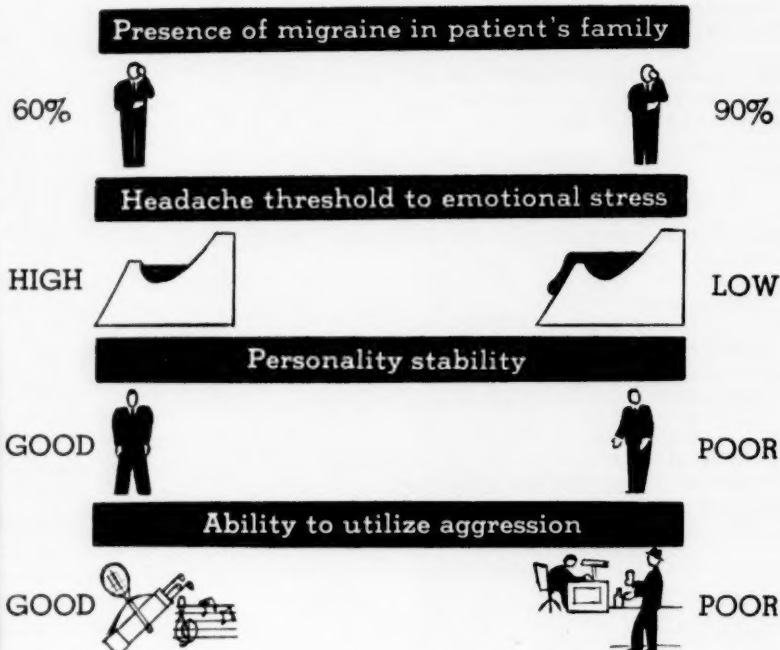 Presence of migraine in patient's family
60%
90%
Headache threshold to emotional stress
HIGH
LOW
Personality stability
GOOD
POOR
Ability to utilize aggression
GOOD
POOR